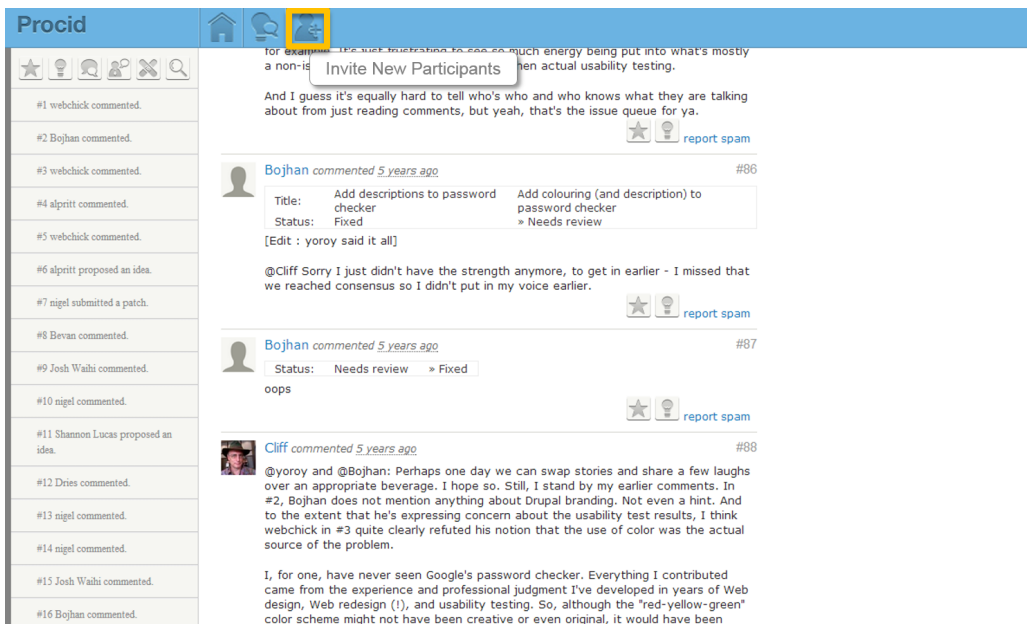 Procid
for example. It's just frustrating to see so much energy being put into what's mostly
a non-is
hen actual usability testing.
Invite New Participants
And I guess it's equally hard to tell who's who and who knows what they are talking
about from just reading comments, but yeah, that's the issue queue for ya.
report spam
#1 webchick commented.
#2 Bojhan commented.
#3 webchick commented.
#4 alpritt commented.
#5 webchick commented.
#6 alpritt proposed an idea.
#7 nigel submitted a patch.
#8 Bevan commented.
#9 Josh Waihi commented.
#10 nigel commented.
#11 Shannon Lucas proposed an
idea.
#12 Dries commented.
#13 nigel commented.
#14 nigel commented.
#15 Josh Waihi commented.
#16 Bojhan commented.
Bojhan commented 5 years ago #86
Title: Add descriptions to password Add colouring (and description) to
checker password checker
Status: Fixed » Needs review
[Edit : yoroy said it all]
@Cliff Sorry I just didn't have the strength anymore, to get in earlier - I missed that
we reached consensus so I didn't put in my voice earlier.
report spam
Bojhan commented 5 years ago #87
Status: Needs review » Fixed
oops
report spam
Cliff commented 5 years ago #88
@yoroy and @Bojhan: Perhaps one day we can swap stories and share a few laughs
over an appropriate beverage. I hope so. Still, I stand by my earlier comments. In
#2, Bojhan does not mention anything about Drupal branding. Not even a hint. And
to the extent that he's expressing concern about the usability test results, I think
webchick in #3 quite clearly refuted his notion that the use of color was the actual
source of the problem.
I, for one, have never seen Google's password checker. Everything I contributed
came from the experience and professional judgment I've developed in years of Web
design, Web redesign (!), and usability testing. So, although the "red-yellow-green"
color scheme might not have been creative or even original, it would have been